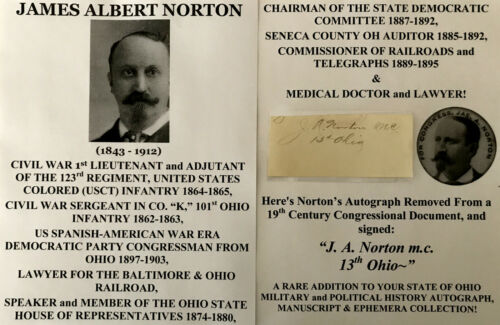 JAMES ALBERT NORTON
(1843 - 1912)
CIVIL WAR 1st LIEUTENANT and ADJUTANT
OF THE 123rd REGIMENT, UNITED STATES
COLORED (USCT) INFANTRY 1864-1865,
CIVIL WAR SERGEANT IN CO. "K," 101st OHIO
INFANTRY 1862-1863,
US SPANISH-AMERICAN WAR ERA
DEMOCRATIC PARTY CONGRESSMAN FROM
OHIO 1897-1903,
LAWYER FOR THE BALTIMORE & OHIO
RAILROAD,
SPEAKER and MEMBER OF THE OHIO STATE
HOUSE OF REPRESENTATIVES 1874-1880,
CHAIRMAN OF THE STATE DEMOCRATIC
COMMITTEE 1887-1892,
SENECA COUNTY OH AUDITOR 1885-1892,
COMMISSIONER OF RAILROADS and
TELEGRAPHS 1889-1895
&
MEDICAL DOCTOR and LAWYER!
J. A. Norton m.c.
13th Ohio
FOR CONGRESS, JAS. A. NORTON
Here's Norton's Autograph Removed From a
19th Century Congressional Document, and
signed:
"J. A. Norton m.c.
13th Ohio~"
A RARE ADDITION TO YOUR STATE OF OHIO
MILITARY and POLITICAL HISTORY AUTOGRAPH,
MANUSCRIPT & EPHEMERA COLLECTION!